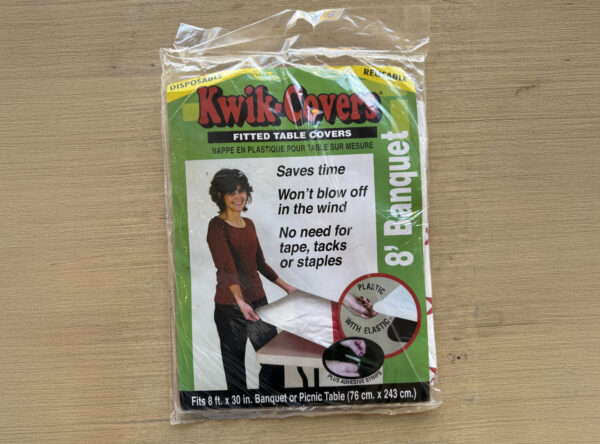 DISPOSABLE
REUSABLE
Kwik-Covers
FITTED TABLE COVERS
NAPPE EN PLASTIQUE POUR TABLE SUR MESURE
8' Banquet
Saves time
Won't blow off
in the wind
No need for
tape, tacks
or staples
PLASTIC
WITH ELASTIC
PLUS ADHESIVE STRIPS
Fits 8 ft. x 30 in. Banquet or Picnic Table (76 cm. x 243 cm.)